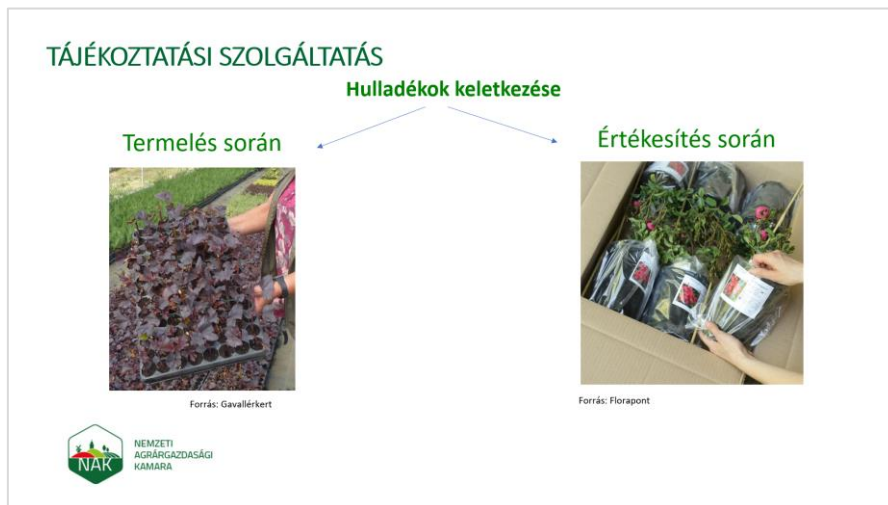 TÁJÉKOZTATÁSI SZOLGÁLTATÁS
Hulladékok keletkezése
Termelés során
Értékesítés során
Forrás: Gavallérkert
Forrás: Florapont
NAK
NEMZETI
AGRÁRGAZDASÁGI
KAMARA